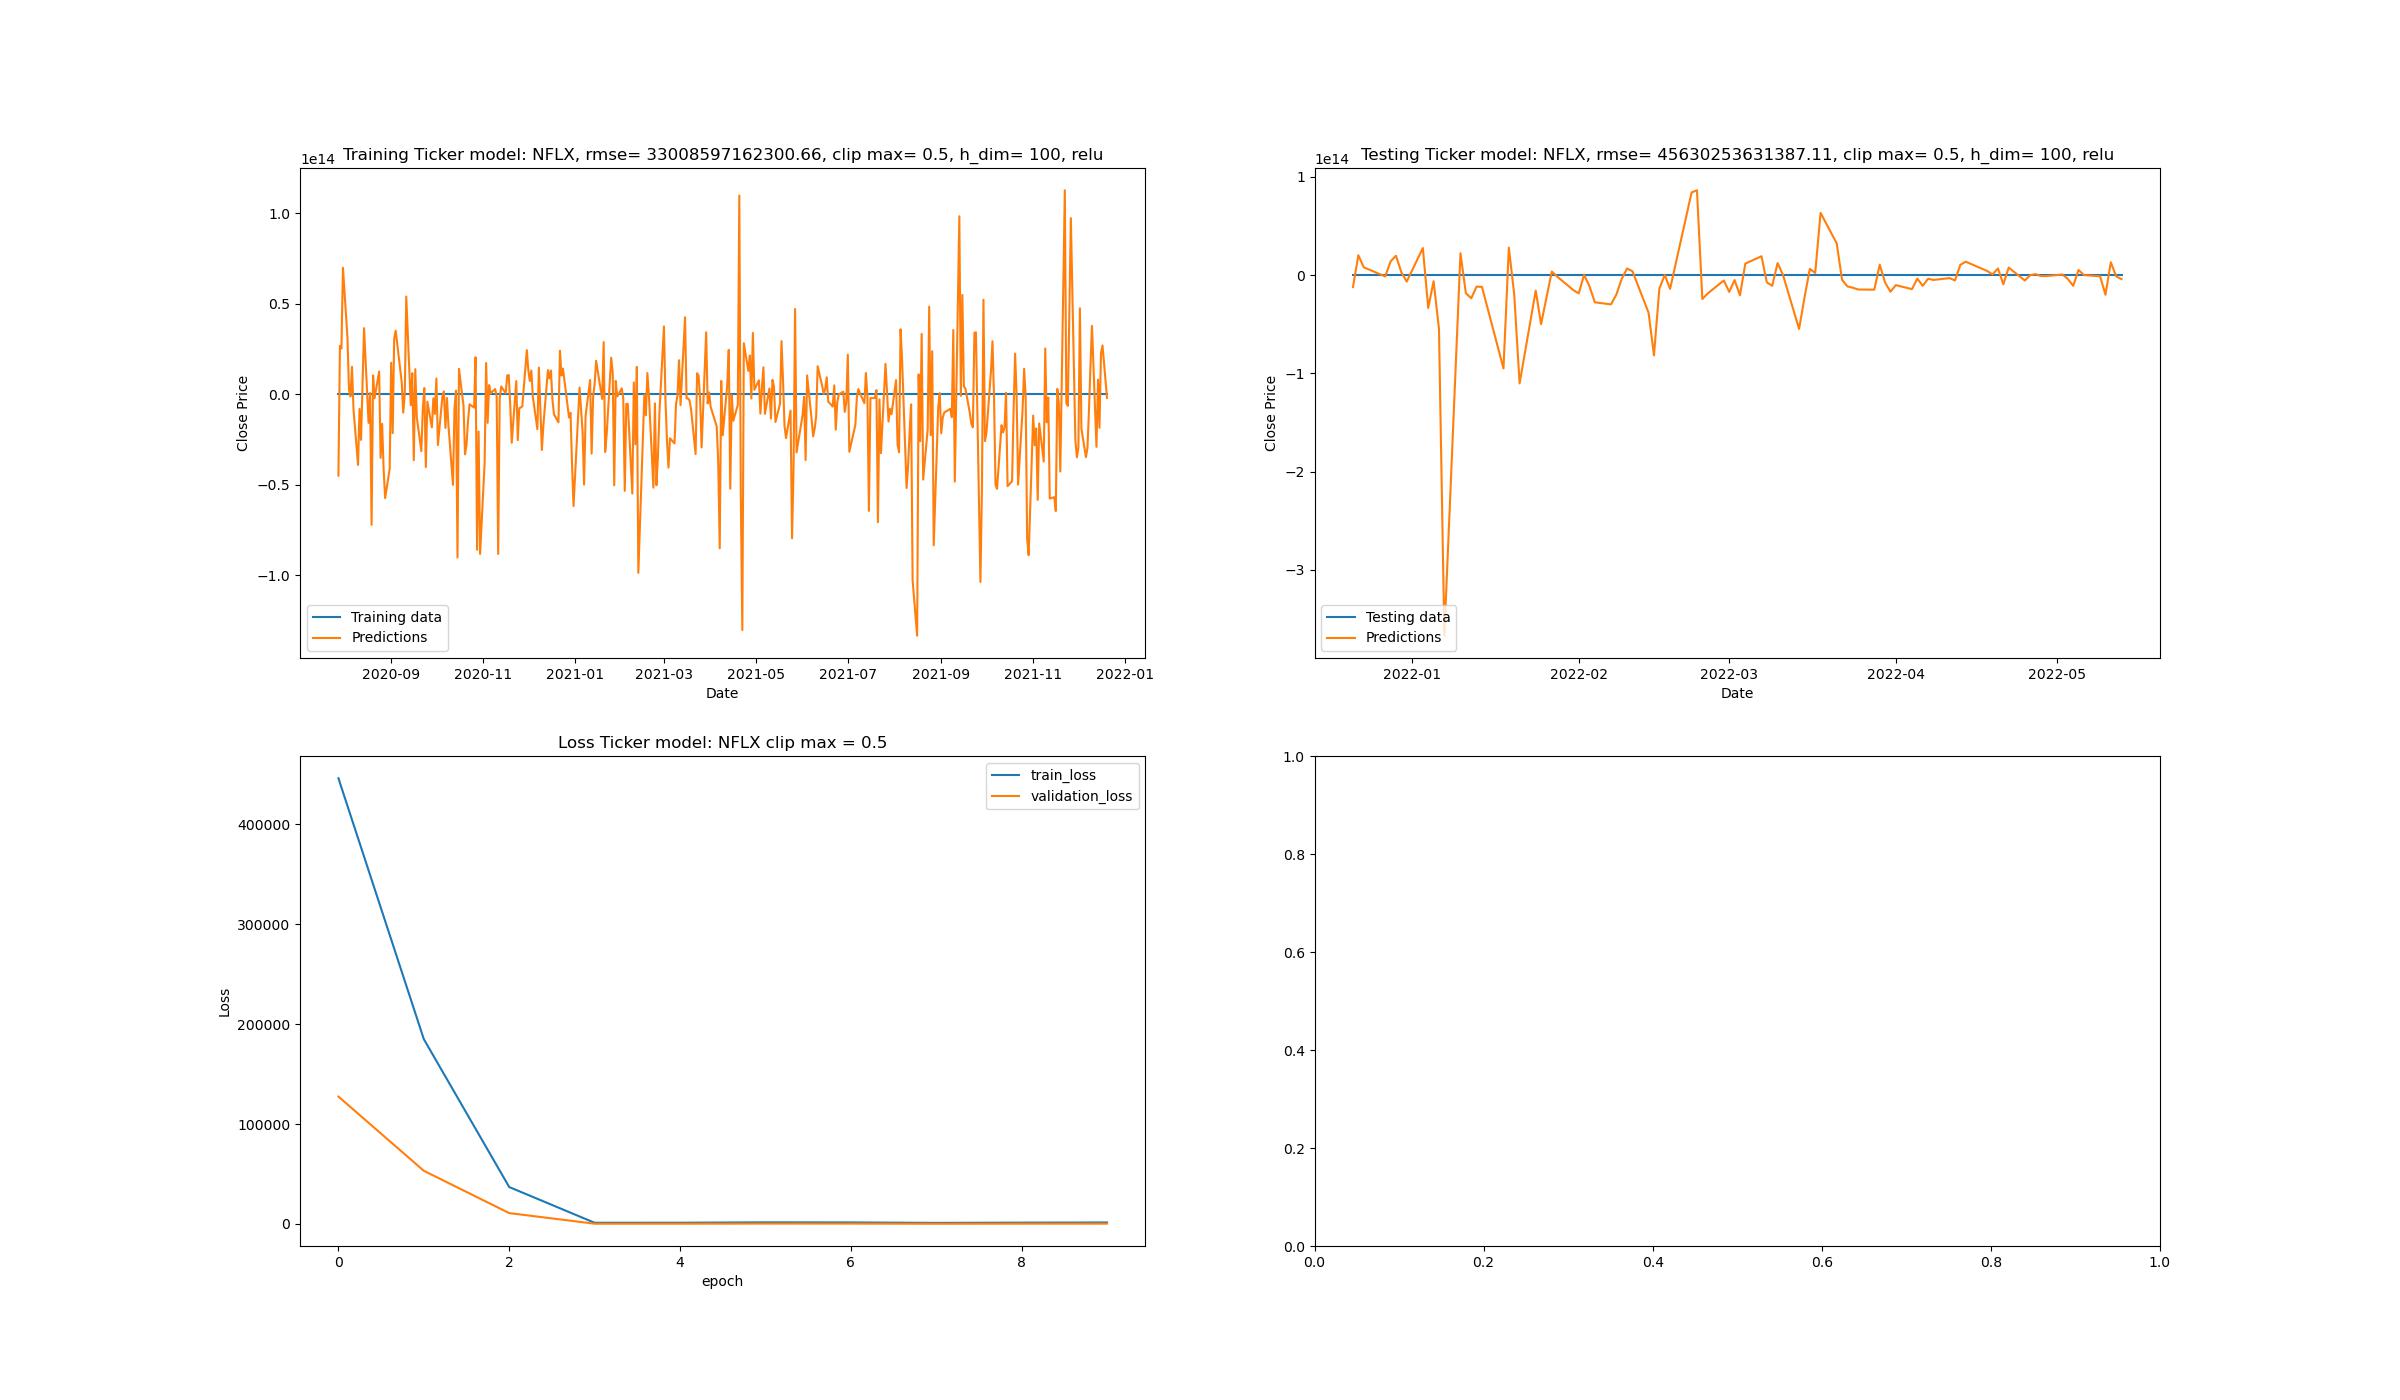 Training Ticker model: NFLX, rmse= 33008597162300.66, clip max= 0.5, h_dim= 100, relu
1e14
1.0
0.5
0.0
−0.5
−1.0
Close Price
Training data
Predictions
2020-09 2020-11 2021-01 2021-03 2021-05 2021-07 2021-09 2021-11 2022-01
Date
Testing Ticker model: NFLX, rmse= 45630253631387.11, clip max= 0.5, h_dim= 100, relu
1e14
1
0
−1
−2
−3
Close Price
Testing data
Predictions
2022-01 2022-02 2022-03 2022-04 2022-05
Date
Loss Ticker model: NFLX clip max = 0.5
train_loss
validation_loss
400000
300000
200000
100000
0
Loss
0 2 4 6 8
epoch
1.0
0.8
0.6
0.4
0.2
0.0
0.0 0.2 0.4 0.6 0.8 1.0